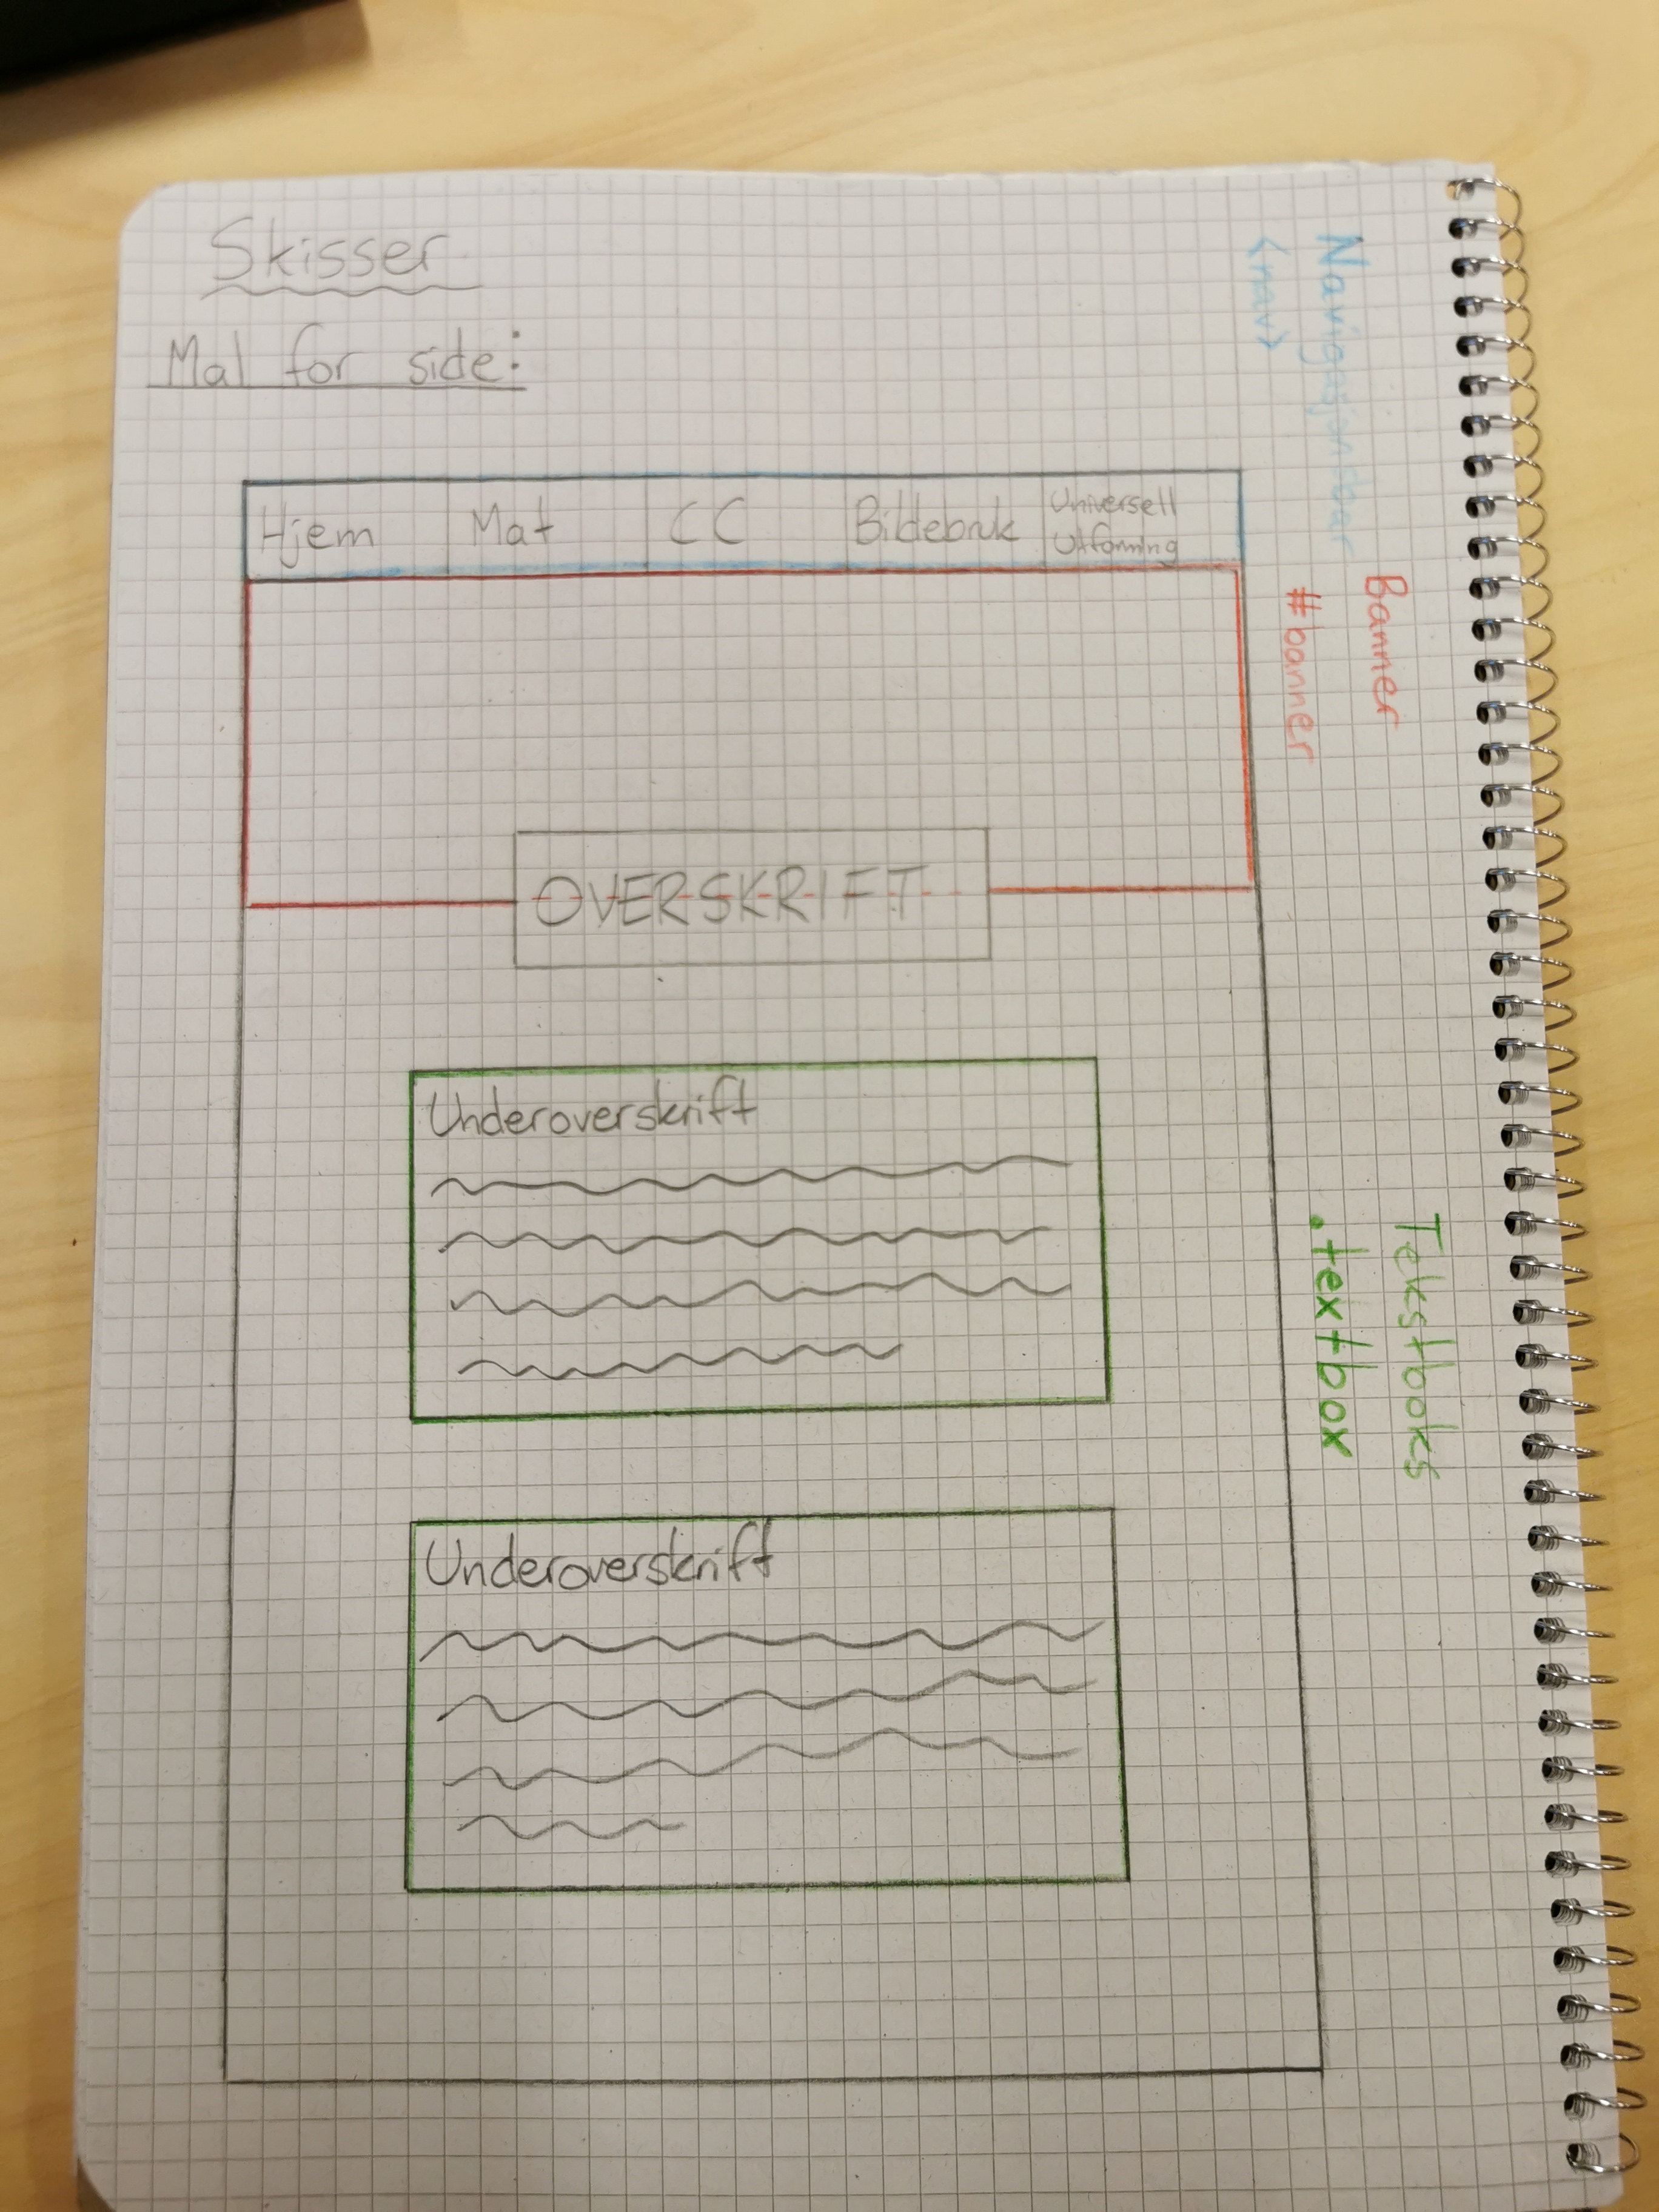 Skisser
Mal for side:
Navigasjonsbar
<nav>
Hjem Mat CC Bildebruk Universell
Utforming
Banner
#banner
OVERSKRIFT
Underoverskrift
Tekstboks
.textbox
Underoverskrift